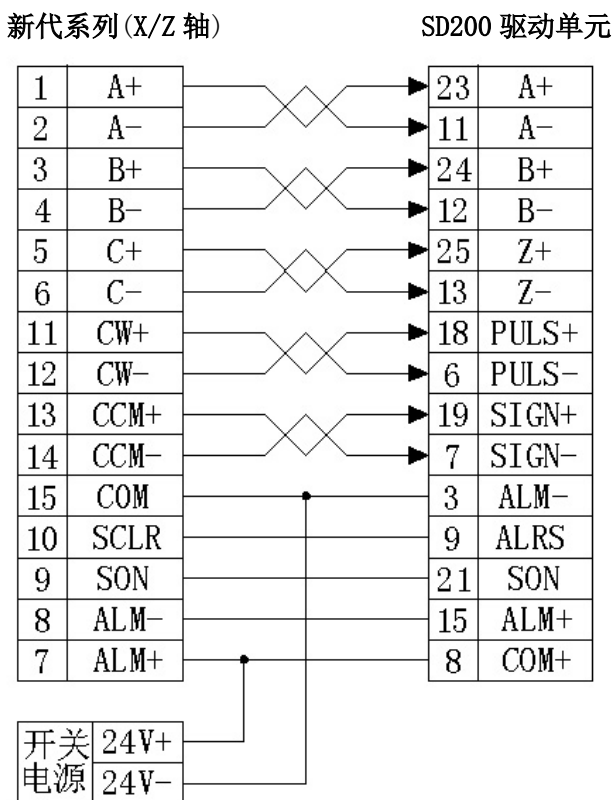 新代系列(X/Z 轴) SD200 驱动单元
1 A+ 23 A+
2 A- 11 A-
3 B+ 24 B+
4 B- 12 B-
5 C+ 25 Z+
6 C- 13 Z-
11 CW+ 18 PULS+
12 CW- 6 PULS-
13 CCM+ 19 SIGN+
14 CCM- 7 SIGN-
15 COM 3 ALM-
10 SCLR 9 ALRS
9 SON 21 SON
8 ALM- 15 ALM+
7 ALM+ 8 COM+
开关 24V+
电源 24V-